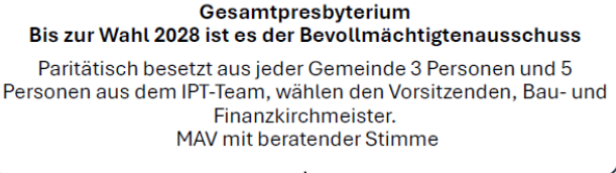 Gesamtpresbyterium
Bis zur Wahl 2028 ist es der Bevollmächtigtenausschuss
Paritätisch besetzt aus jeder Gemeinde 3 Personen und 5
Personen aus dem IPT-Team, wählen den Vorsitzenden, Bau- und
Finanzkirchmeister.
MAV mit beratender Stimme